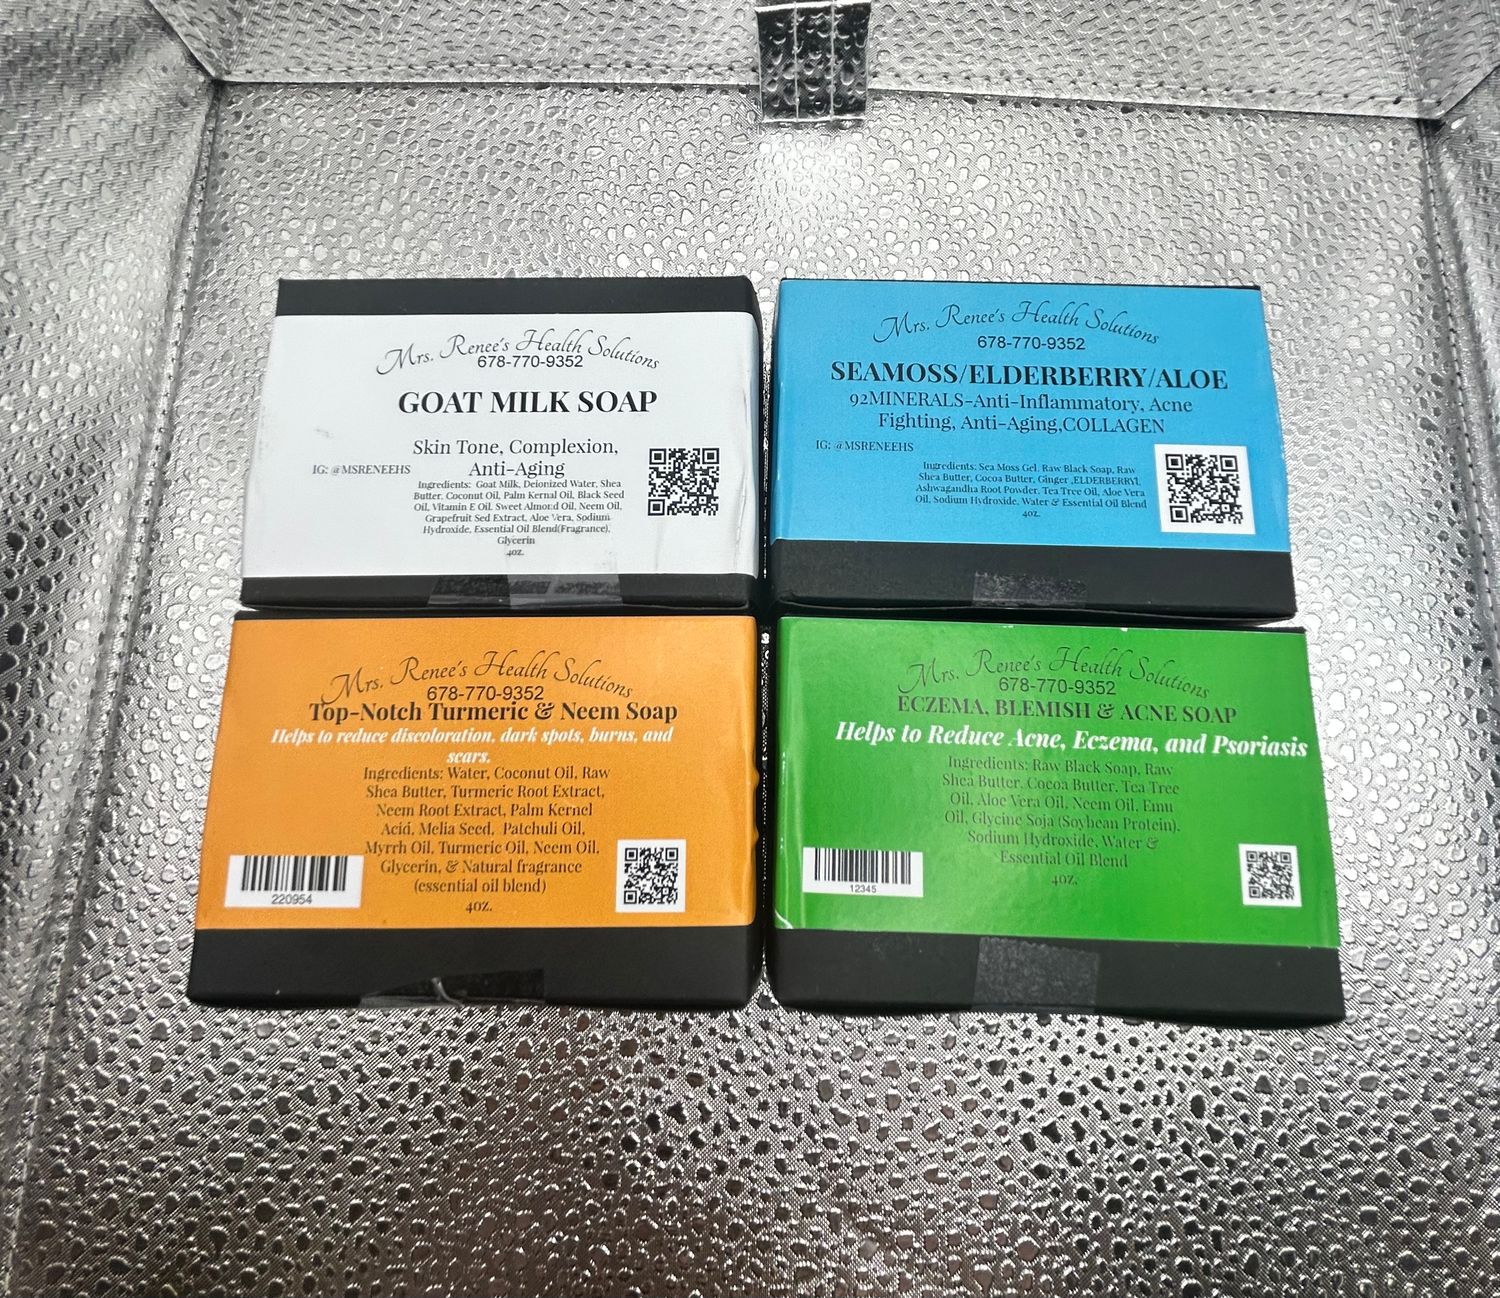 Mrs. Renee's Health Solutions
678-770-9352
GOAT MILK SOAP
Skin Tone, Complexion,
Anti-Aging
IG: @MSRENEEHS
Ingredients: Goat Milk, Deionized Water, Shea
Butter, Coconut Oil, Palm Kernal Oil, Black Seed
Oil, Vitamin E Oil, Sweet Almond Oil, Neem Oil,
Grapefruit Sed Extract, Aloe Vera, Sodium
Hydroxide, Essential Oil Blend(Fragrance),
Glycerin
4oz.
Mrs. Renee's Health Solutions
678-770-9352
SEAMOSS/ELDERBERRY/ALOE
92MINERALS-Anti-Inflammatory, Acne
Fighting, Anti-Aging,COLLAGEN
IG: @MSRENEEHS
Ingredients: Sea Moss Gel, Raw Black Soap, Raw
Shea Butter, Cocoa Butter, Ginger ,ELDERBERRYL
Ashwagandha Root Powder, Tea Tree Oil, Aloe Vera
Oil, Sodium Hydroxide, Water & Essential Oil Blend
4oz.
Mrs. Renee's Health Solutions
678-770-9352
Top-Notch Turmeric & Neem Soap
Helps to reduce discoloration, dark spots, burns, and
scars.
Ingredients: Water, Coconut Oil, Raw
Shea Butter, Turmeric Root Extract,
Neem Root Extract, Palm Kernel
Acid, Melia Seed, Patchuli Oil,
Myrrh Oil, Turmeric Oil, Neem Oil,
Glycerin, & Natural fragrance
(essential oil blend)
4oz.
220954
Mrs. Renee's Health Solutions
678-770-9352
ECZEMA, BLEMISH & ACNE SOAP
Helps to Reduce Acne, Eczema, and Psoriasis
Ingredients: Raw Black Soap, Raw
Shea Butter, Cocoa Butter, Tea Tree
Oil, Aloe Vera Oil, Neem Oil, Emu
Oil, Glycine Soja (Soybean Protein),
Sodium Hydroxide, Water &
Essential Oil Blend
4oz.
12345